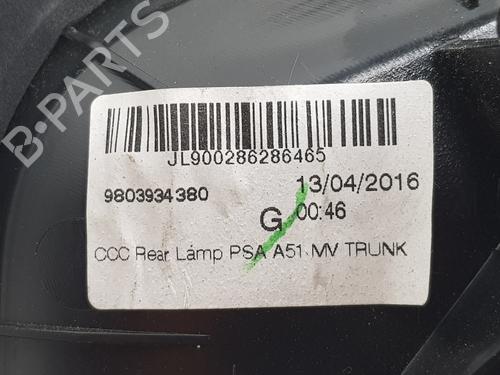 B-PARTS
JL900286286465
9803934380
13/04/2016
G
00:46
CCC Rear Lamp PSA A51 MV TRUNK